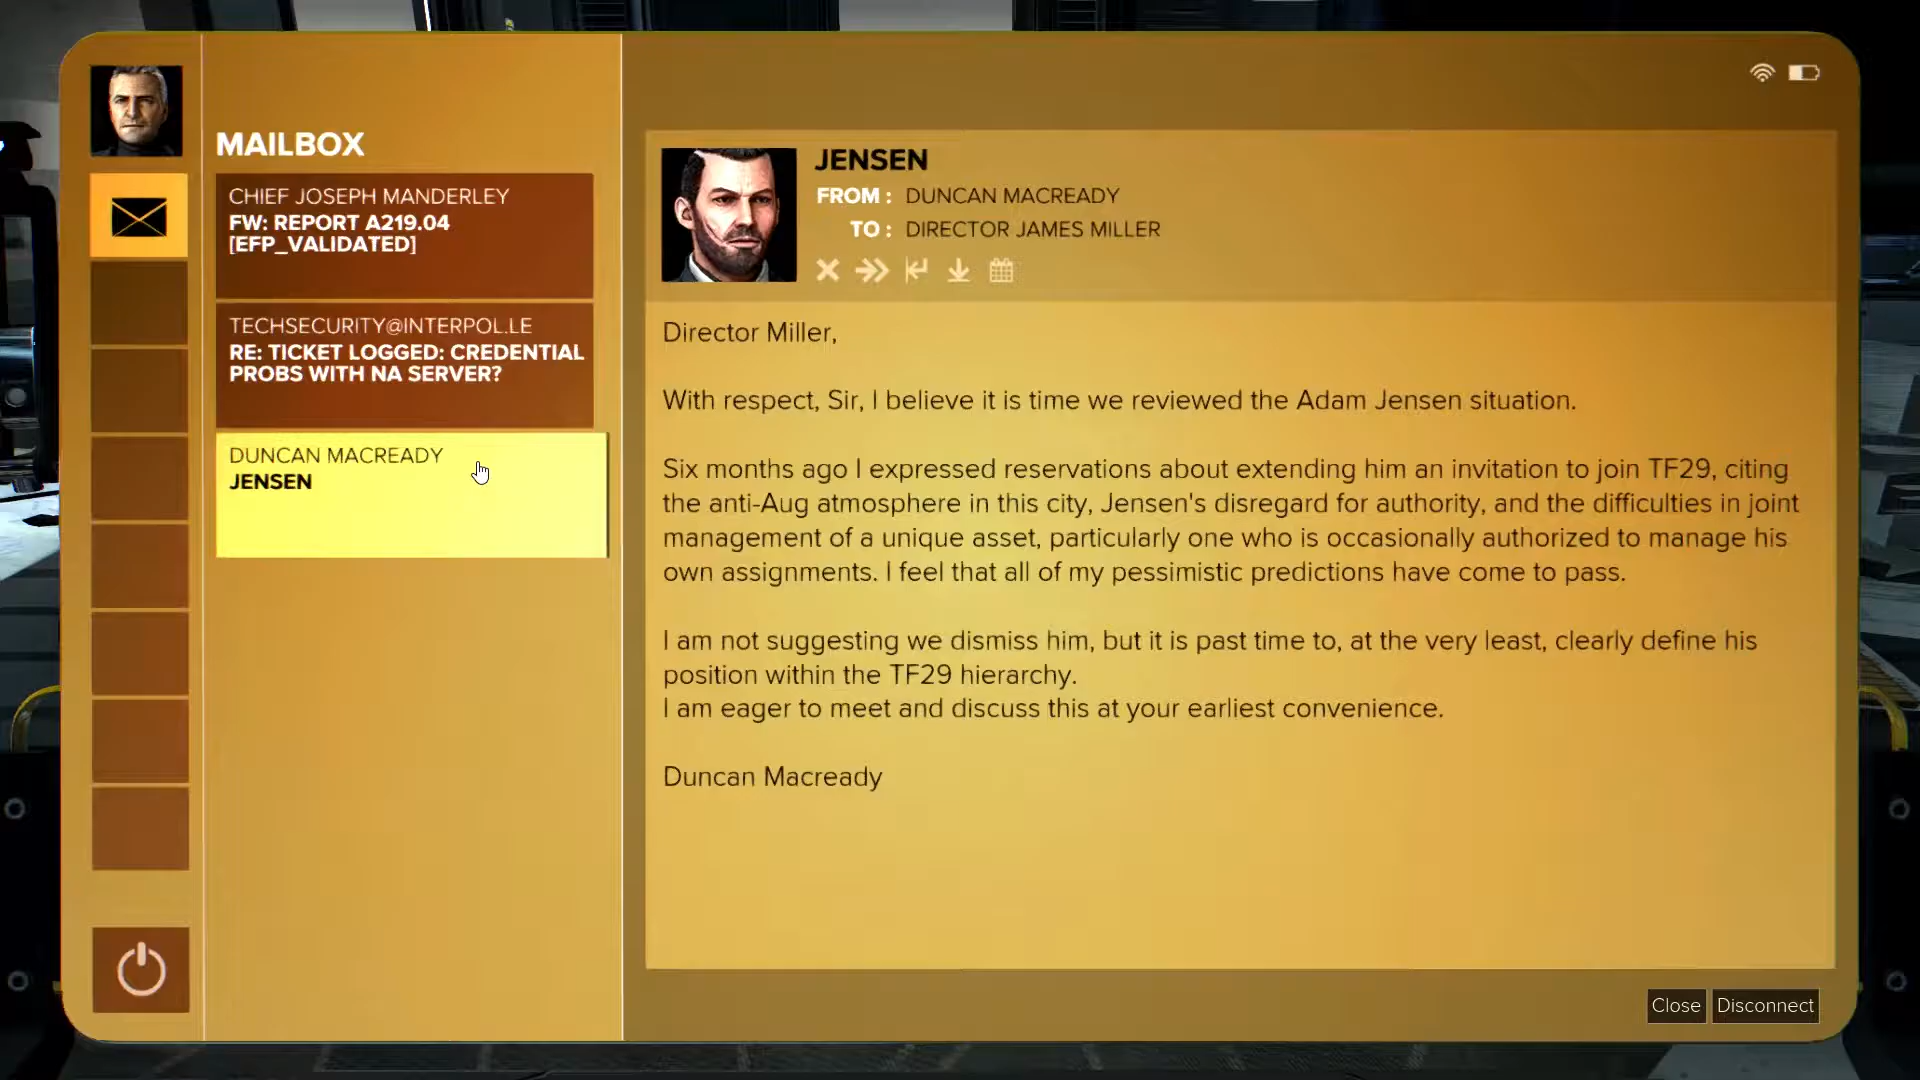 MAILBOX
CHIEF JOSEPH MANDERLEY
FW: REPORT A219.04
[EFP_VALIDATED]
TECHSECURITY@INTERPOL.LE
RE: TICKET LOGGED: CREDENTIAL
PROBS WITH NA SERVER?
DUNCAN MACREADY
JENSEN
JENSEN
FROM : DUNCAN MACREADY
TO : DIRECTOR JAMES MILLER
Director Miller,
With respect, Sir, I believe it is time we reviewed the Adam Jensen situation.
Six months ago I expressed reservations about extending him an invitation to join TF29, citing
the anti-Aug atmosphere in this city, Jensen's disregard for authority, and the difficulties in joint
management of a unique asset, particularly one who is occasionally authorized to manage his
own assignments. I feel that all of my pessimistic predictions have come to pass.
I am not suggesting we dismiss him, but it is past time to, at the very least, clearly define his
position within the TF29 hierarchy.
I am eager to meet and discuss this at your earliest convenience.
Duncan Macready
Close Disconnect